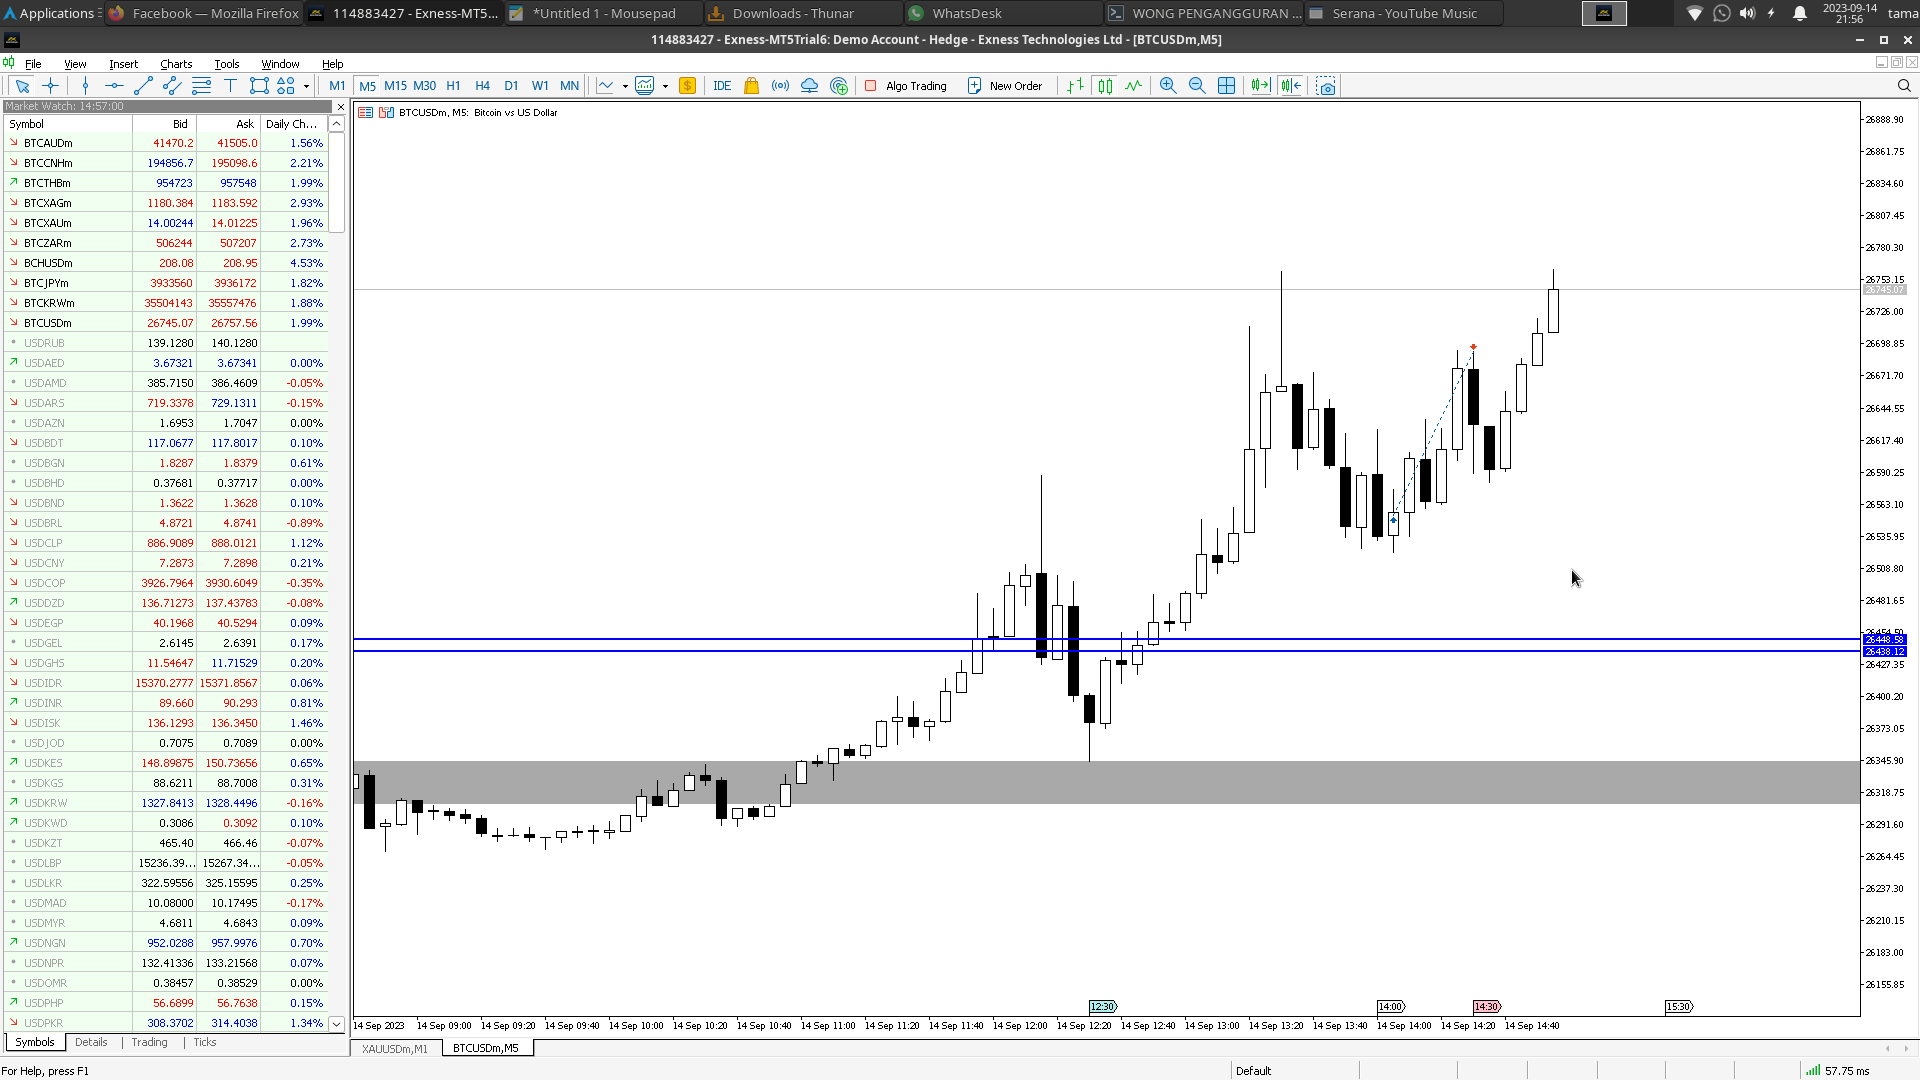 Applications
Facebook — Mozilla Firefox
114883427 - Exness-MT5...
*Untitled 1 - Mousepad
Downloads - Thunar
WhatsDesk
WONG PENGANGGURAN ...
Serana - YouTube Music
2023-09-14
21:56
tama
114883427 - Exness-MT5Trial6: Demo Account - Hedge - Exness Technologies Ltd - [BTCUSDm,M5]
File View Insert Charts Tools Window Help
M1 M5 M15 M30 H1 H4 D1 W1 MN
IDE
Algo Trading
New Order
Market Watch: 14:57:00
Symbol Bid Ask Daily Ch...
BTCAUDm 41470.2 41505.0 1.56%
BTCCNHm 194856.7 195098.6 2.21%
BTCTHBm 954723 957548 1.99%
BTCXAGm 1180.384 1183.592 2.93%
BTCXAUm 14.00244 14.01225 1.96%
BTCZARm 506244 507207 2.73%
BCHUSDm 208.08 208.95 4.53%
BTCJPYm 3933560 3936172 1.82%
BTCKRWm 35504143 35557476 1.88%
BTCUSDm 26745.07 26757.56 1.99%
USDRUB 139.1280 140.1280
USDAED 3.67321 3.67341 0.00%
USDAMD 385.7150 386.4609 -0.05%
USDARS 719.3378 729.1311 -0.15%
USDAZN 1.6953 1.7047 0.00%
USDBDT 117.0677 117.8017 0.10%
USDBGN 1.8287 1.8379 0.61%
USDBHD 0.37681 0.37717 0.00%
USDBND 1.3622 1.3628 0.10%
USDBRL 4.8721 4.8741 -0.89%
USDCLP 886.9089 888.0121 1.12%
USDCNY 7.2873 7.2898 0.21%
USDCOP 3926.7964 3930.6049 -0.35%
USDDZD 136.71273 137.43783 -0.08%
USDEGP 40.1968 40.5294 0.09%
USDGEL 2.6145 2.6391 0.17%
USDGHS 11.54647 11.71529 0.20%
USDIDR 15370.2777 15371.8567 0.06%
USDINR 89.660 90.293 0.81%
USDISK 136.1293 136.3450 1.46%
USDJOD 0.7075 0.7089 0.00%
USDKES 148.89875 150.73656 0.65%
USDKGS 88.6211 88.7008 0.31%
USDKRW 1327.8413 1328.4496 -0.16%
USDKWD 0.3086 0.3092 0.10%
USDKZT 465.40 466.46 -0.07%
USDLBP 15236.39... 15267.34... -0.05%
USDLKR 322.59556 325.15595 0.25%
USDMAD 10.08000 10.17495 -0.17%
USDMYR 4.6811 4.6843 0.09%
USDNGN 952.0288 957.9976 0.70%
USDNPR 132.41336 133.21568 0.07%
USDOMR 0.38457 0.38529 0.00%
USDPHP 56.6899 56.7638 0.15%
USDPKR 308.3702 314.4038 1.34%
Symbols Details Trading Ticks
BTCUSDm, M5: Bitcoin vs US Dollar
26888.90
26861.75
26834.60
26807.45
26780.30
26753.15
26745.07
26726.00
26698.85
26671.70
26644.55
26617.40
26590.25
26563.10
26535.95
26508.80
26481.65
26454.50
26448.58
26438.12
26427.35
26400.20
26373.05
26345.90
26318.75
26291.60
26264.45
26237.30
26210.15
26183.00
26155.85
12:30 14:00 14:30 15:30
14 Sep 2023 14 Sep 09:00 14 Sep 09:20 14 Sep 09:40 14 Sep 10:00 14 Sep 10:20 14 Sep 10:40 14 Sep 11:00 14 Sep 11:20 14 Sep 11:40 14 Sep 12:00 14 Sep 12:20 14 Sep 12:40 14 Sep 13:00 14 Sep 13:20 14 Sep 13:40 14 Sep 14:00 14 Sep 14:20 14 Sep 14:40
XAUUSDm,M1 BTCUSDm,M5
For Help, press F1
Default
57.75 ms